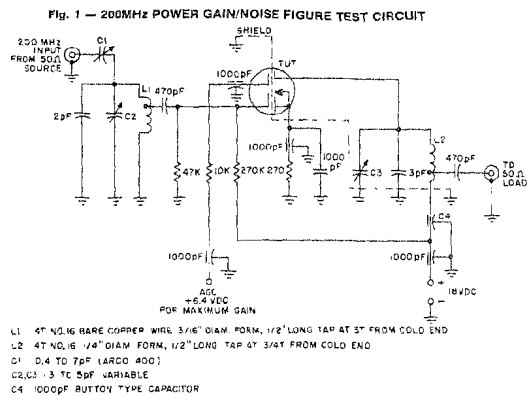 Fig. 1 — 200MHz POWER GAIN/NOISE FIGURE TEST CIRCUIT
SHIELD
200 MHz
INPUT
FROM 50Ω
SOURCE
C1
TUT
1000pF
L1
470pF
2pF
C2
1000pF
1000
pF
L2
470pF
TO
50Ω
LOAD
C3
3pF
47K
10K
270K
270
C4
1000pF
1000pF
AGC
+6.4 VDC
FOR MAXIMUM GAIN
+
18VDC
–
L1 4T NO.16 BARE COPPER WIRE 3/16" DIAM. FORM, 1/2" LONG TAP AT 3T FROM COLD END
L2 4T NO.16 1/4" DIAM FORM, 1/2" LONG TAP AT 3/4T FROM COLD END
C1 0.4 TO 7pF (ARCO 400)
C2,C3 1.3 TO 5pF VARIABLE
C4 1000pF BUTTON TYPE CAPACITOR